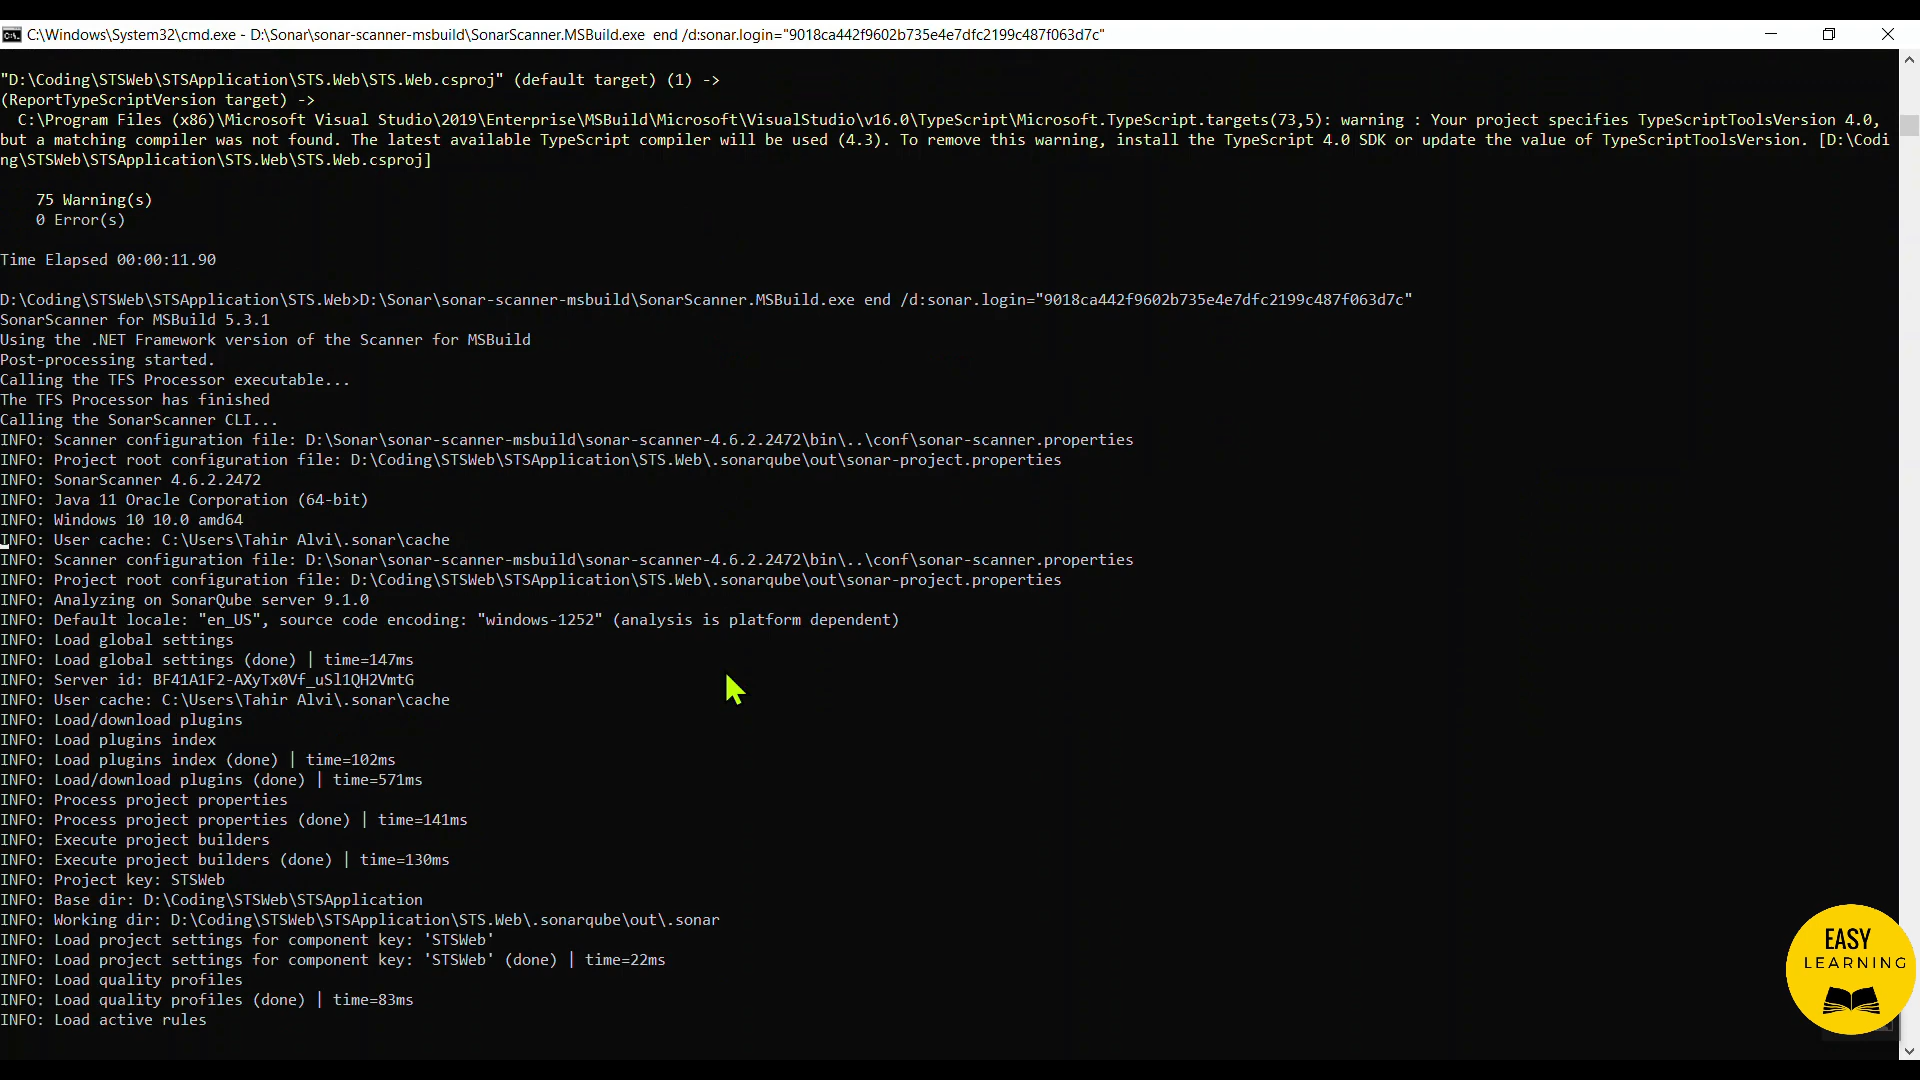 C:\Windows\System32\cmd.exe - D:\Sonar\sonar-scanner-msbuild\SonarScanner.MSBuild.exe  end /d:sonar.login="9018ca442f9602b735e4e7dfc2199c487f063d7c"
"D:\Coding\STSWeb\STSApplication\STS.Web\STS.Web.csproj" (default target) (1) ->
(ReportTypeScriptVersion target) ->
  C:\Program Files (x86)\Microsoft Visual Studio\2019\Enterprise\MSBuild\Microsoft\VisualStudio\v16.0\TypeScript\Microsoft.TypeScript.targets(73,5): warning : Your project specifies TypeScriptToolsVersion 4.0,
but a matching compiler was not found. The latest available TypeScript compiler will be used (4.3). To remove this warning, install the TypeScript 4.0 SDK or update the value of TypeScriptToolsVersion. [D:\Codi
ng\STSWeb\STSApplication\STS.Web\STS.Web.csproj]
    75 Warning(s)
    0 Error(s)
Time Elapsed 00:00:11.90
D:\Coding\STSWeb\STSApplication\STS.Web>D:\Sonar\sonar-scanner-msbuild\SonarScanner.MSBuild.exe end /d:sonar.login="9018ca442f9602b735e4e7dfc2199c487f063d7c"
SonarScanner for MSBuild 5.3.1
Using the .NET Framework version of the Scanner for MSBuild
Post-processing started.
Calling the TFS Processor executable...
The TFS Processor has finished
Calling the SonarScanner CLI...
INFO: Scanner configuration file: D:\Sonar\sonar-scanner-msbuild\sonar-scanner-4.6.2.2472\bin\..\conf\sonar-scanner.properties
INFO: Project root configuration file: D:\Coding\STSWeb\STSApplication\STS.Web\.sonarqube\out\sonar-project.properties
INFO: SonarScanner 4.6.2.2472
INFO: Java 11 Oracle Corporation (64-bit)
INFO: Windows 10 10.0 amd64
INFO: User cache: C:\Users\Tahir Alvi\.sonar\cache
INFO: Scanner configuration file: D:\Sonar\sonar-scanner-msbuild\sonar-scanner-4.6.2.2472\bin\..\conf\sonar-scanner.properties
INFO: Project root configuration file: D:\Coding\STSWeb\STSApplication\STS.Web\.sonarqube\out\sonar-project.properties
INFO: Analyzing on SonarQube server 9.1.0
INFO: Default locale: "en_US", source code encoding: "windows-1252" (analysis is platform dependent)
INFO: Load global settings
INFO: Load global settings (done) | time=147ms
INFO: Server id: BF41A1F2-AXyTx0Vf_uSl1QH2VmtG
INFO: User cache: C:\Users\Tahir Alvi\.sonar\cache
INFO: Load/download plugins
INFO: Load plugins index
INFO: Load plugins index (done) | time=102ms
INFO: Load/download plugins (done) | time=571ms
INFO: Process project properties
INFO: Process project properties (done) | time=141ms
INFO: Execute project builders
INFO: Execute project builders (done) | time=130ms
INFO: Project key: STSWeb
INFO: Base dir: D:\Coding\STSWeb\STSApplication
INFO: Working dir: D:\Coding\STSWeb\STSApplication\STS.Web\.sonarqube\out\.sonar
INFO: Load project settings for component key: 'STSWeb'
INFO: Load project settings for component key: 'STSWeb' (done) | time=22ms
INFO: Load quality profiles
INFO: Load quality profiles (done) | time=83ms
INFO: Load active rules
EASY
LEARNING